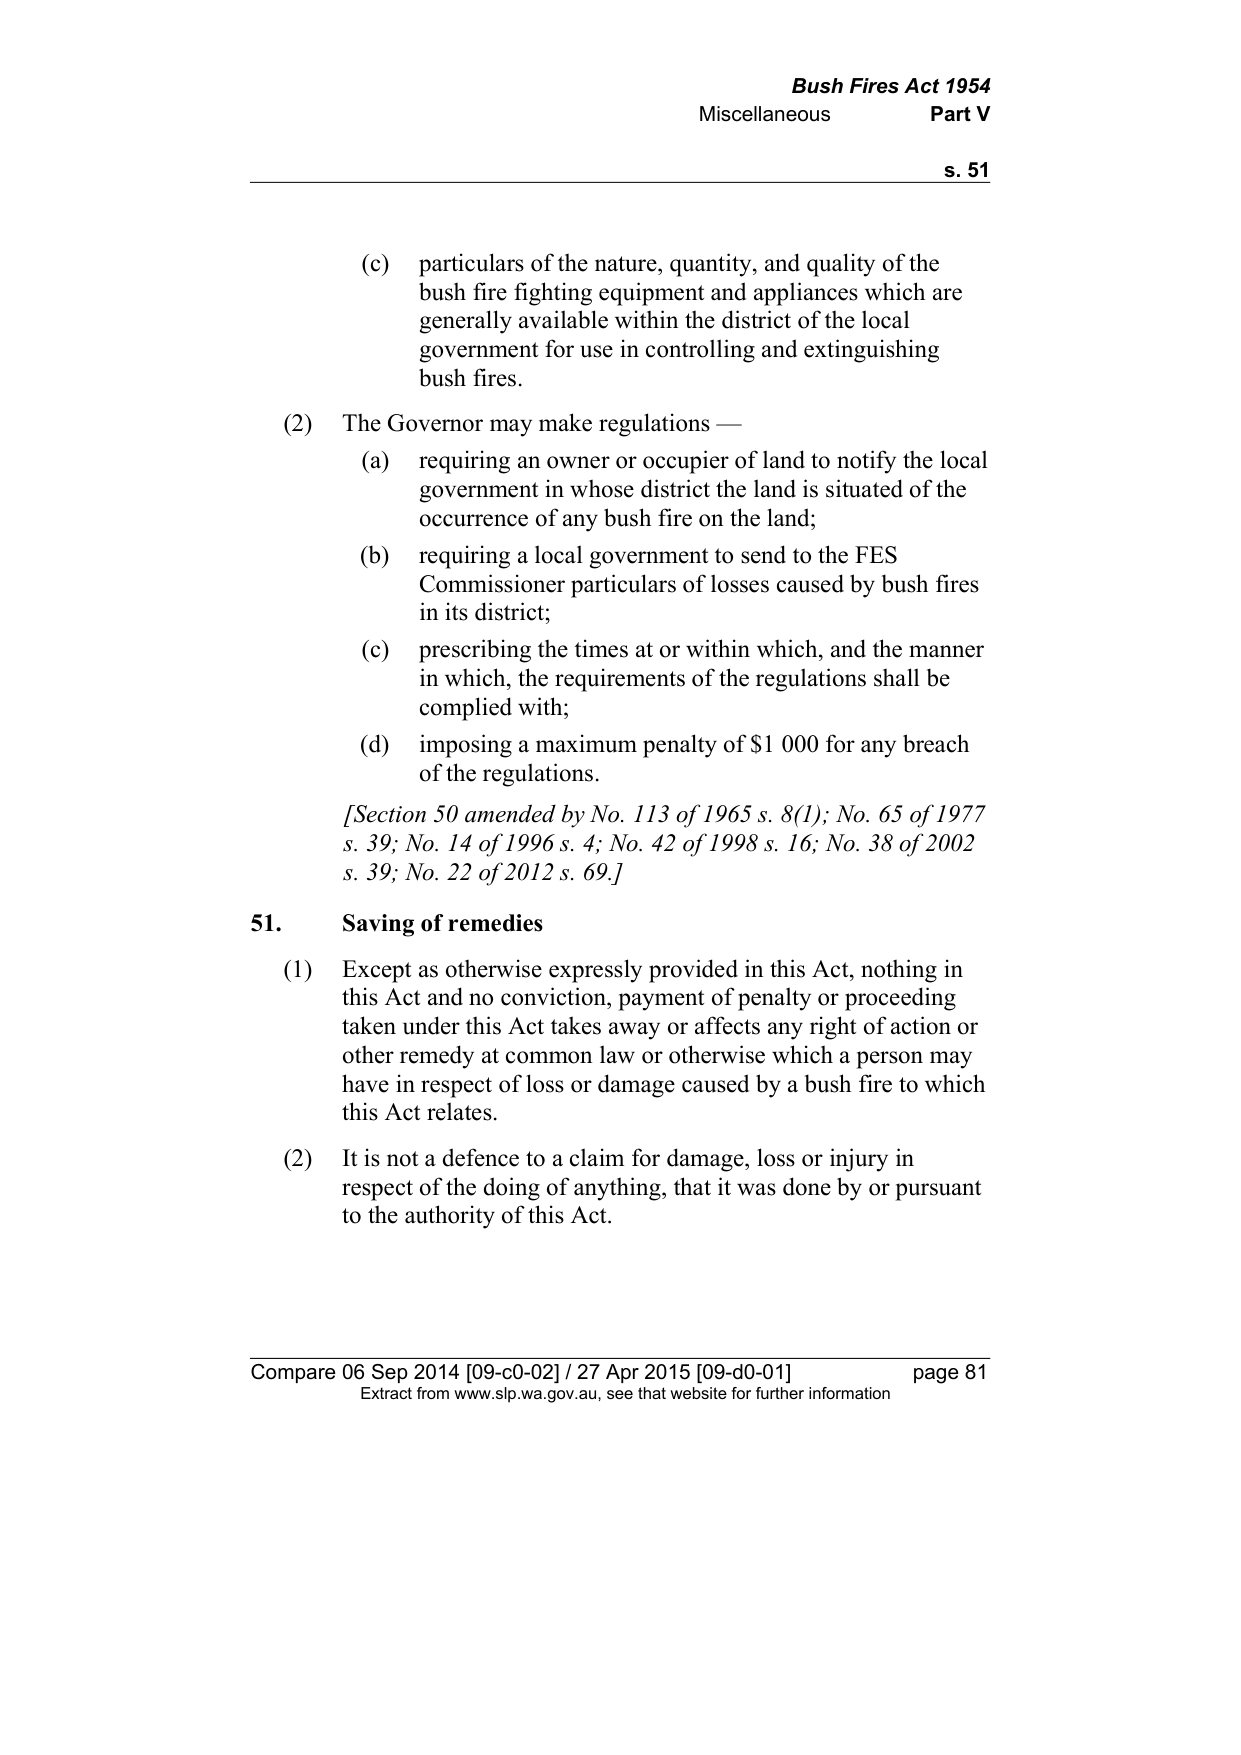 Bush Fires Act 1954
Miscellaneous Part V
s. 51
(c) particulars of the nature, quantity, and quality of the
bush fire fighting equipment and appliances which are
generally available within the district of the local
government for use in controlling and extinguishing
bush fires.
(2) The Governor may make regulations —
(a) requiring an owner or occupier of land to notify the local
government in whose district the land is situated of the
occurrence of any bush fire on the land;
(b) requiring a local government to send to the FES
Commissioner particulars of losses caused by bush fires
in its district;
(c) prescribing the times at or within which, and the manner
in which, the requirements of the regulations shall be
complied with;
(d) imposing a maximum penalty of $1 000 for any breach
of the regulations.
[Section 50 amended by No. 113 of 1965 s. 8(1); No. 65 of 1977
s. 39; No. 14 of 1996 s. 4; No. 42 of 1998 s. 16; No. 38 of 2002
s. 39; No. 22 of 2012 s. 69.]
51. Saving of remedies
(1) Except as otherwise expressly provided in this Act, nothing in
this Act and no conviction, payment of penalty or proceeding
taken under this Act takes away or affects any right of action or
other remedy at common law or otherwise which a person may
have in respect of loss or damage caused by a bush fire to which
this Act relates.
(2) It is not a defence to a claim for damage, loss or injury in
respect of the doing of anything, that it was done by or pursuant
to the authority of this Act.
Compare 06 Sep 2014 [09-c0-02] / 27 Apr 2015 [09-d0-01] page 81
Extract from www.slp.wa.gov.au, see that website for further information